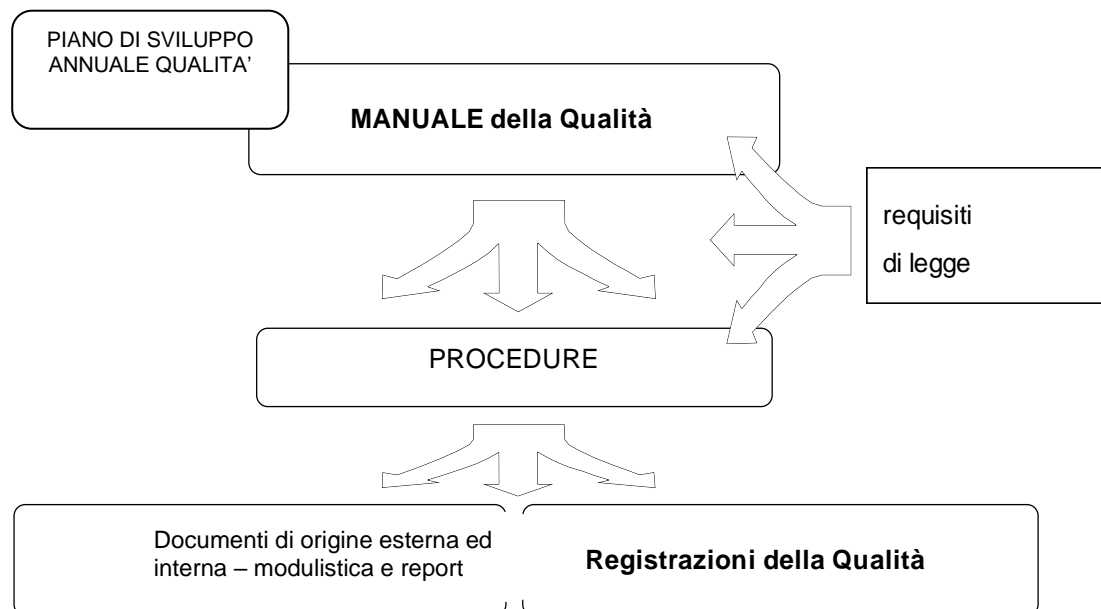 PIANO DI SVILUPPO
ANNUALE QUALITA’
MANUALE della Qualità
requisiti
di legge
PROCEDURE
Documenti di origine esterna ed
interna – modulistica e report
Registrazioni della Qualità